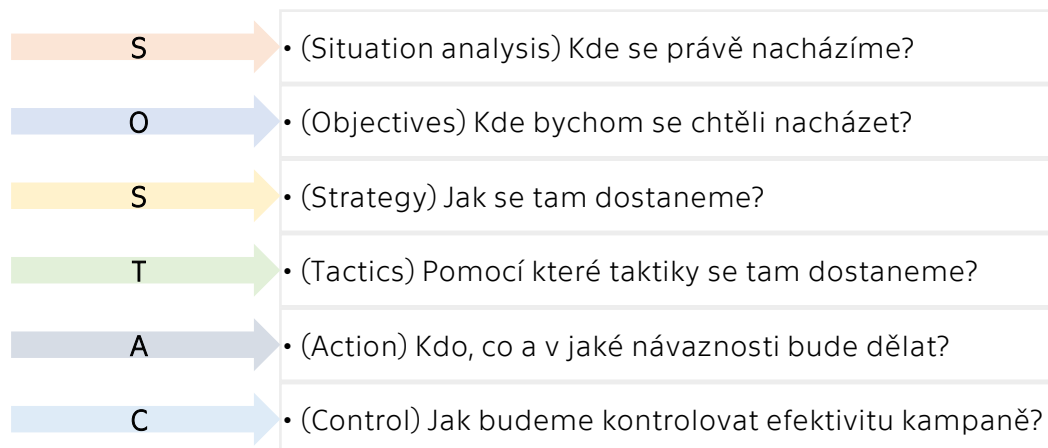 S
• (Situation analysis) Kde se právě nacházíme?
O
• (Objectives) Kde bychom se chtěli nacházet?
S
• (Strategy) Jak se tam dostaneme?
T
• (Tactics) Pomocí které taktiky se tam dostaneme?
A
• (Action) Kdo, co a v jaké návaznosti bude dělat?
C
• (Control) Jak budeme kontrolovat efektivitu kampaně?